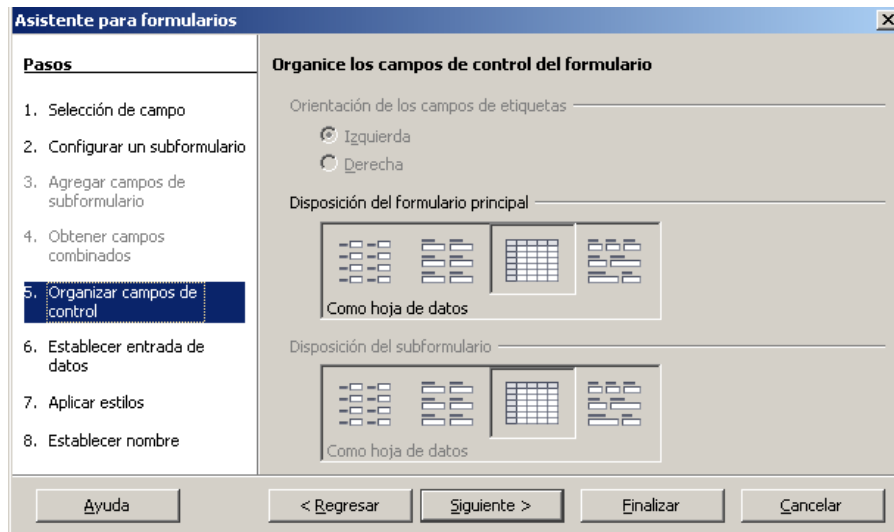 Asistente para formularios
Pasos
1. Selección de campo
2. Configurar un subformulario
3. Agregar campos de
subformulario
4. Obtener campos
combinados
5. Organizar campos de
control
6. Establecer entrada de
datos
7. Aplicar estilos
8. Establecer nombre
Organice los campos de control del formulario
Orientación de los campos de etiquetas
Izquierda
Derecha
Disposición del formulario principal
Como hoja de datos
Disposición del subformulario
Como hoja de datos
Ayuda
< Regresar
Siguiente >
Finalizar
Cancelar